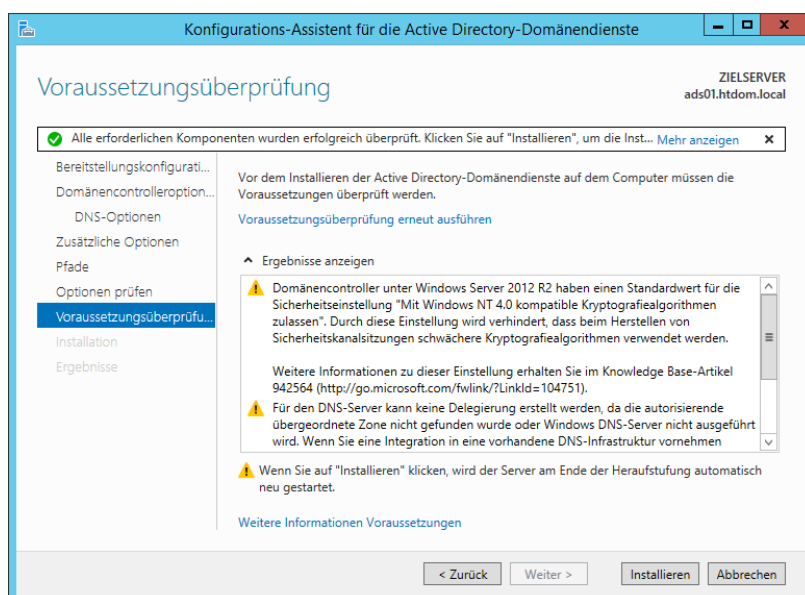 Konfigurations-Assistent für die Active Directory-Domänendienste
Voraussetzungsüberprüfung
ZIELSERVER
ads01.htdom.local
Alle erforderlichen Komponenten wurden erfolgreich überprüft. Klicken Sie auf "Installieren", um die Inst... Mehr anzeigen
Bereitstellungskonfigurati...
Domänencontrolleroption...
DNS-Optionen
Zusätzliche Optionen
Pfade
Optionen prüfen
Voraussetzungsüberprüfu...
Installation
Ergebnisse
Vor dem Installieren der Active Directory-Domänendienste auf dem Computer müssen die
Voraussetzungen überprüft werden.
Voraussetzungsüberprüfung erneut ausführen
Ergebnisse anzeigen
Domänencontroller unter Windows Server 2012 R2 haben einen Standardwert für die
Sicherheitseinstellung "Mit Windows NT 4.0 kompatible Kryptografiealgorithmen
zulassen". Durch diese Einstellung wird verhindert, dass beim Herstellen von
Sicherheitskanalsitzungen schwächere Kryptografiealgorithmen verwendet werden.
Weitere Informationen zu dieser Einstellung erhalten Sie im Knowledge Base-Artikel
942564 (http://go.microsoft.com/fwlink/?LinkId=104751).
Für den DNS-Server kann keine Delegierung erstellt werden, da die autorisierende
übergeordnete Zone nicht gefunden wurde oder Windows DNS-Server nicht ausgeführt
wird. Wenn Sie eine Integration in eine vorhandene DNS-Infrastruktur vornehmen
Wenn Sie auf "Installieren" klicken, wird der Server am Ende der Heraufstufung automatisch
neu gestartet.
Weitere Informationen Voraussetzungen
< Zurück
Weiter >
Installieren
Abbrechen